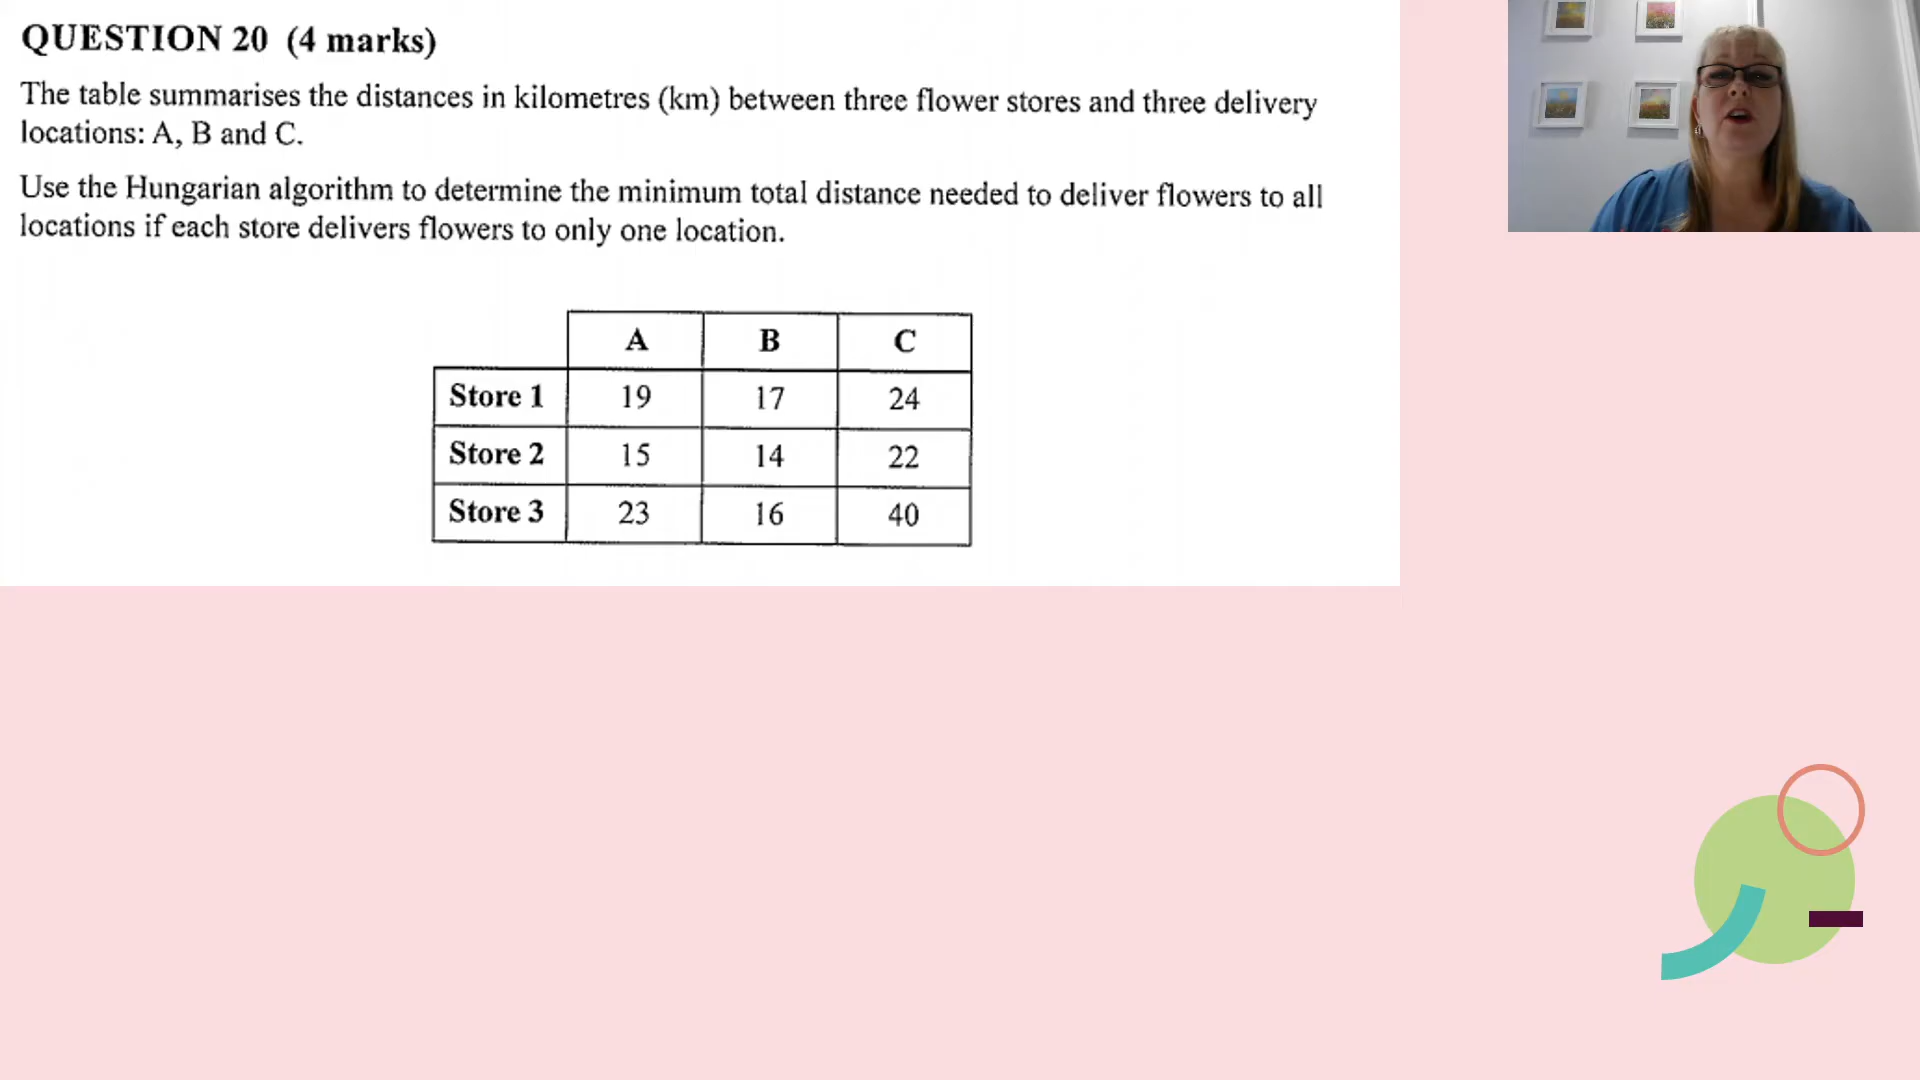 QUESTION 20 (4 marks)
The table summarises the distances in kilometres (km) between three flower stores and three delivery
locations: A, B and C.
Use the Hungarian algorithm to determine the minimum total distance needed to deliver flowers to all
locations if each store delivers flowers to only one location.
A B C
Store 1 19 17 24
Store 2 15 14 22
Store 3 23 16 40